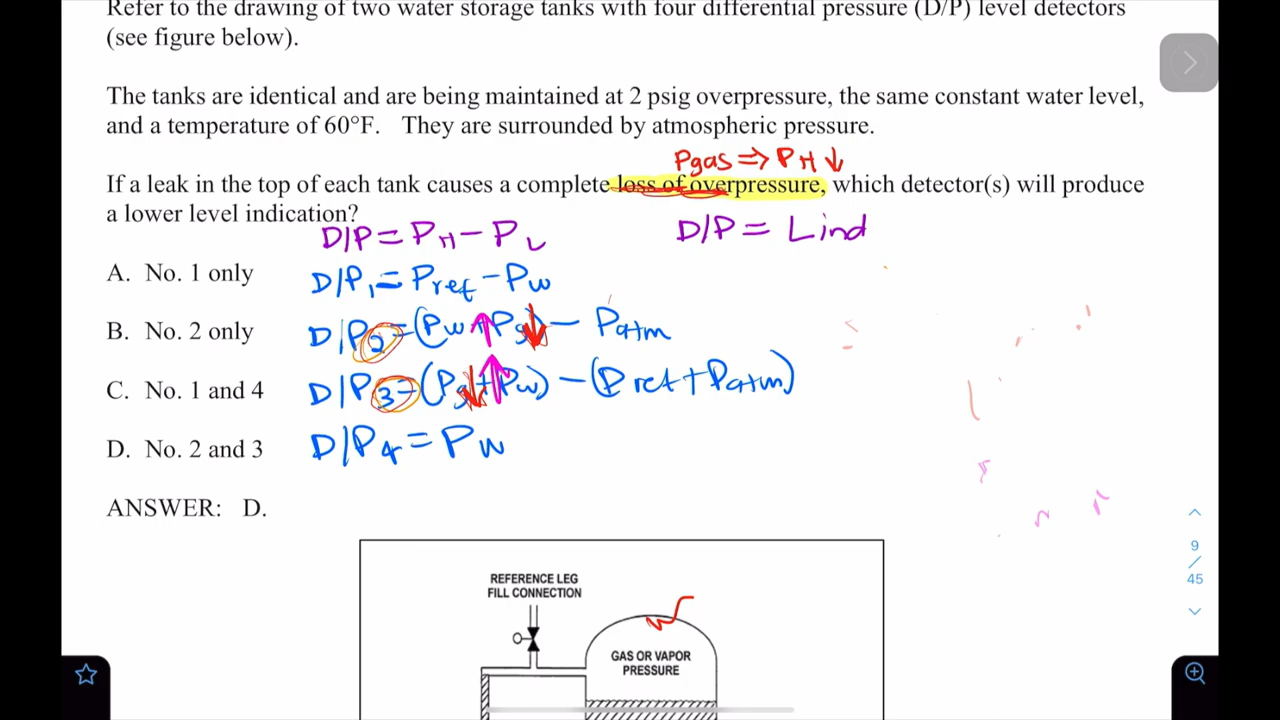 Refer to the drawing of two water storage tanks with four differential pressure (D/P) level detectors
(see figure below).
The tanks are identical and are being maintained at 2 psig overpressure, the same constant water level,
and a temperature of 60°F. They are surrounded by atmospheric pressure.
Pgas ⇒ PH ↓
If a leak in the top of each tank causes a complete loss of overpressure, which detector(s) will produce
a lower level indication?
D/P = PH - PL
D/P = Lind
A. No. 1 only
D/P1 = Pref - Pw
B. No. 2 only
D/P2 = (Pw + Pg) - Patm
C. No. 1 and 4
D/P3 = (Pg + Pw) - (Pref + Patm)
D. No. 2 and 3
D/P4 = Pw
ANSWER: D.
9
/
45
REFERENCE LEG
FILL CONNECTION
GAS OR VAPOR
PRESSURE